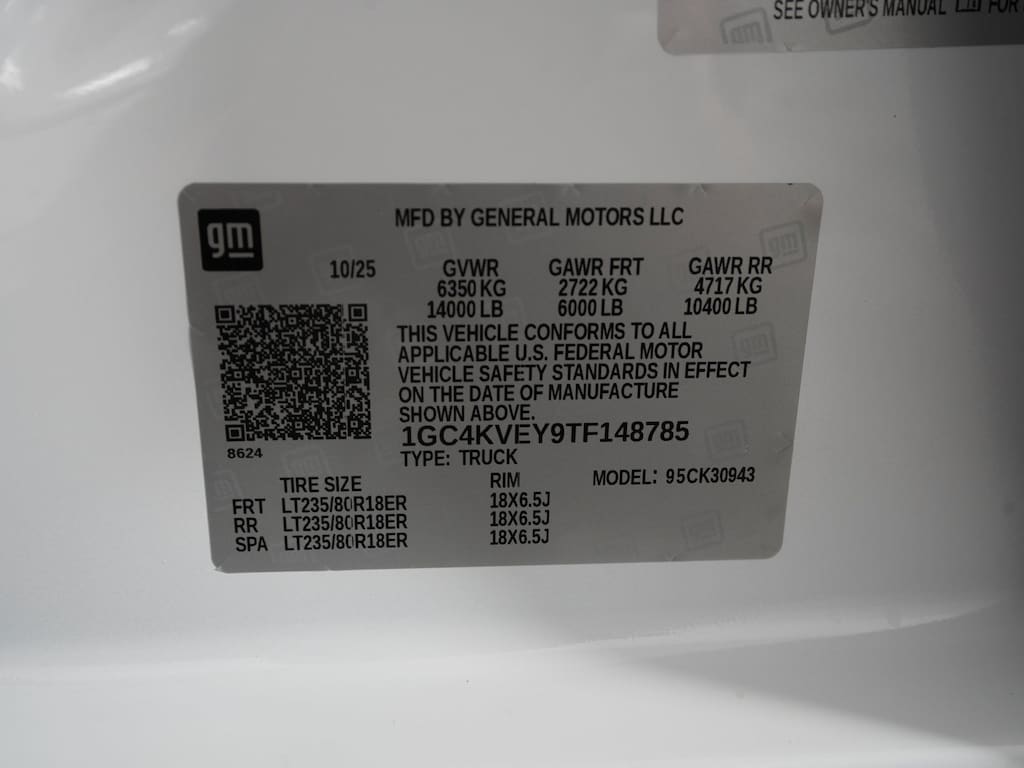 SEE OWNER'S MANUAL
FOR
gm
MFD BY GENERAL MOTORS LLC
10/25 GVWR GAWR FRT GAWR RR
6350 KG 2722 KG 4717 KG
14000 LB 6000 LB 10400 LB
THIS VEHICLE CONFORMS TO ALL
APPLICABLE U.S. FEDERAL MOTOR
VEHICLE SAFETY STANDARDS IN EFFECT
ON THE DATE OF MANUFACTURE
SHOWN ABOVE.
8624
1GC4KVEY9TF148785
TYPE: TRUCK
TIRE SIZE RIM MODEL: 95CK30943
FRT LT235/80R18ER 18X6.5J
RR LT235/80R18ER 18X6.5J
SPA LT235/80R18ER 18X6.5J